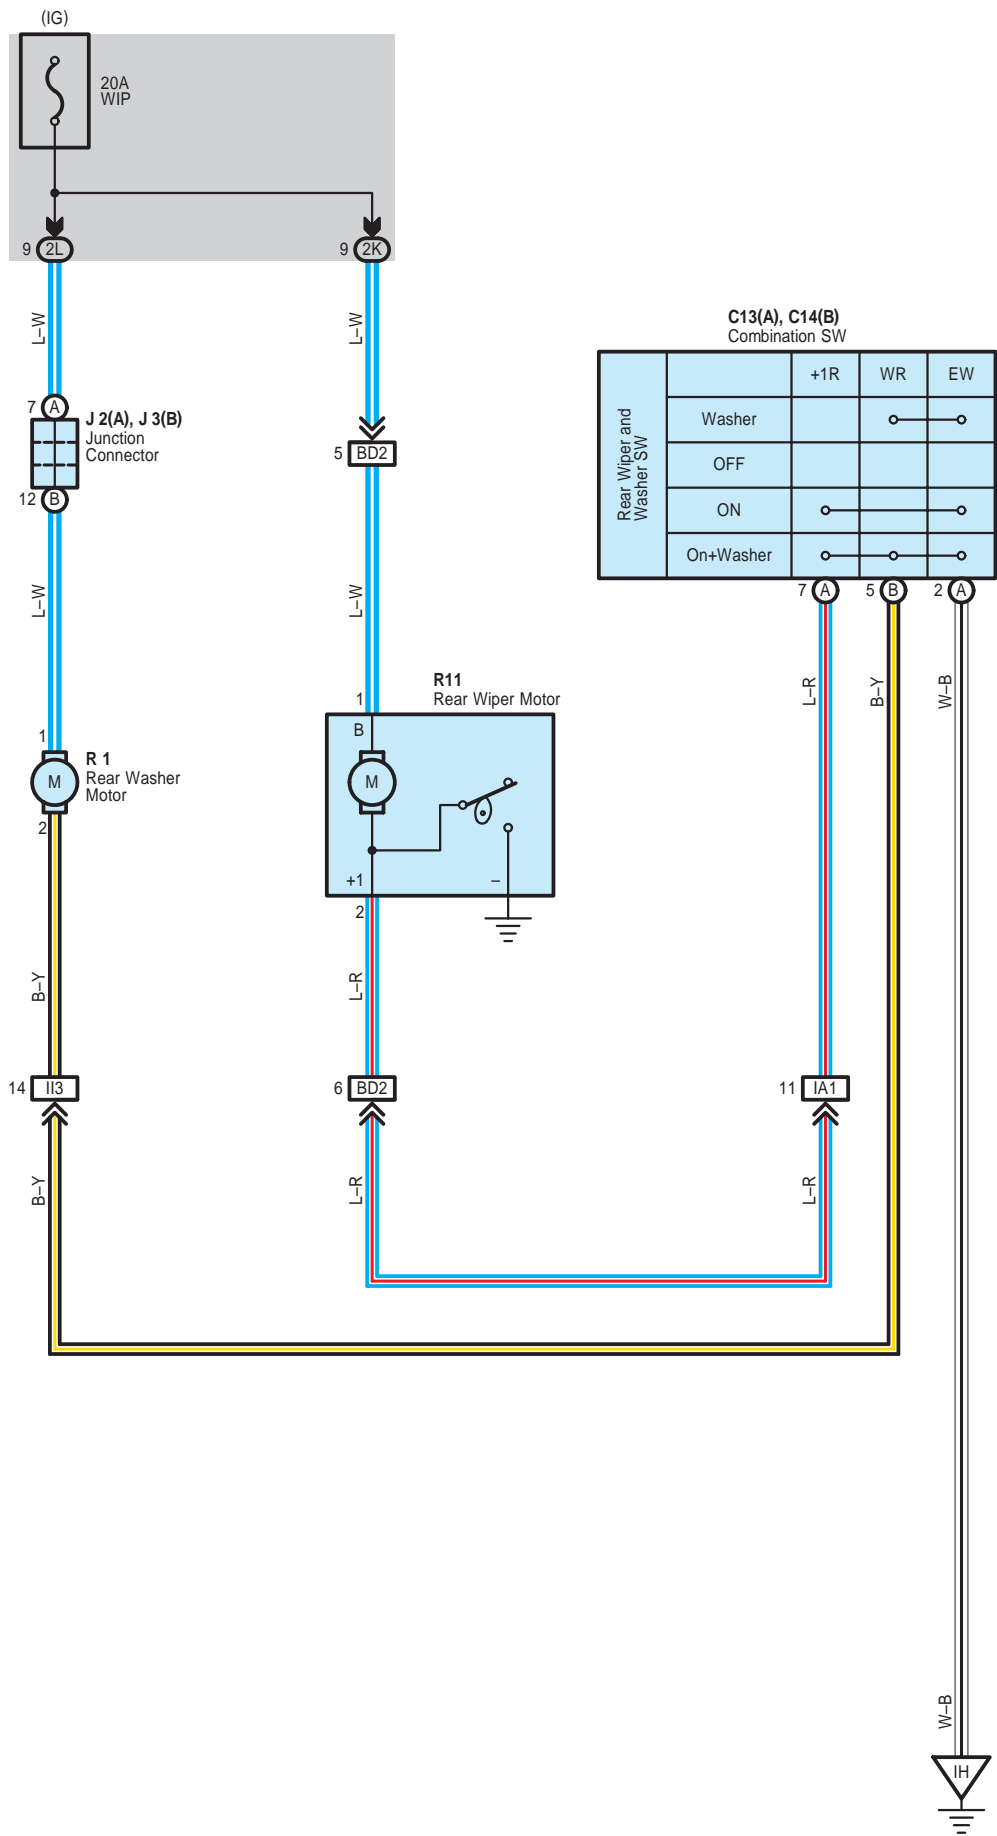 (IG)
20A
WIP
9 2L
9 2K
L–W
L–W
C13(A), C14(B)
Combination SW
Rear Wiper and
Washer SW
+1R WR EW
Washer
OFF
ON
On+Washer
7 A
5 B
2 A
7 A
J 2(A), J 3(B)
Junction
Connector
12 B
5 BD2
L–W
L–W
L–R
B–Y
W–B
R11
Rear Wiper Motor
1
B
M
+1
–
2
1
R 1
Rear Washer
Motor
M
2
B–Y
L–R
14 II3
6 BD2
11 IA1
B–Y
L–R
L–R
W–B
IH